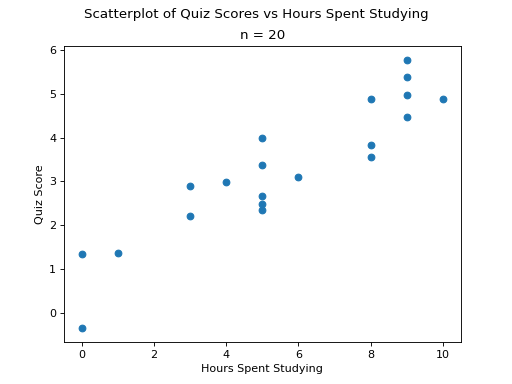 Scatterplot of Quiz Scores vs Hours Spent Studying
n = 20
6
5
4
3
2
1
0
Quiz Score
0 2 4 6 8 10
Hours Spent Studying